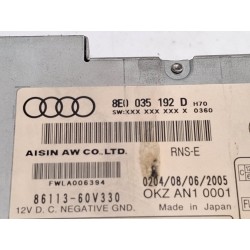 8E0 035 192 D H70
SW:XXX XXX XXX X 0360
AISIN AW CO.,LTD.
RNS-E
FWLA006394
0204/08/06/2005
86113-60V330
OKZ AN1 0001
12V D.C. NEGATIVE GND.
Made in Japan